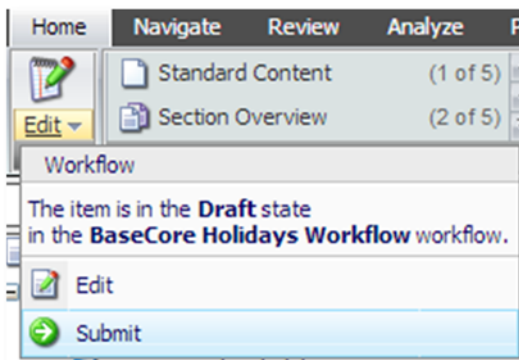 Home Navigate Review Analyze
Standard Content (1 of 5)
Edit Section Overview (2 of 5)
Workflow
The item is in the Draft state
in the BaseCore Holidays Workflow workflow.
Edit
Submit